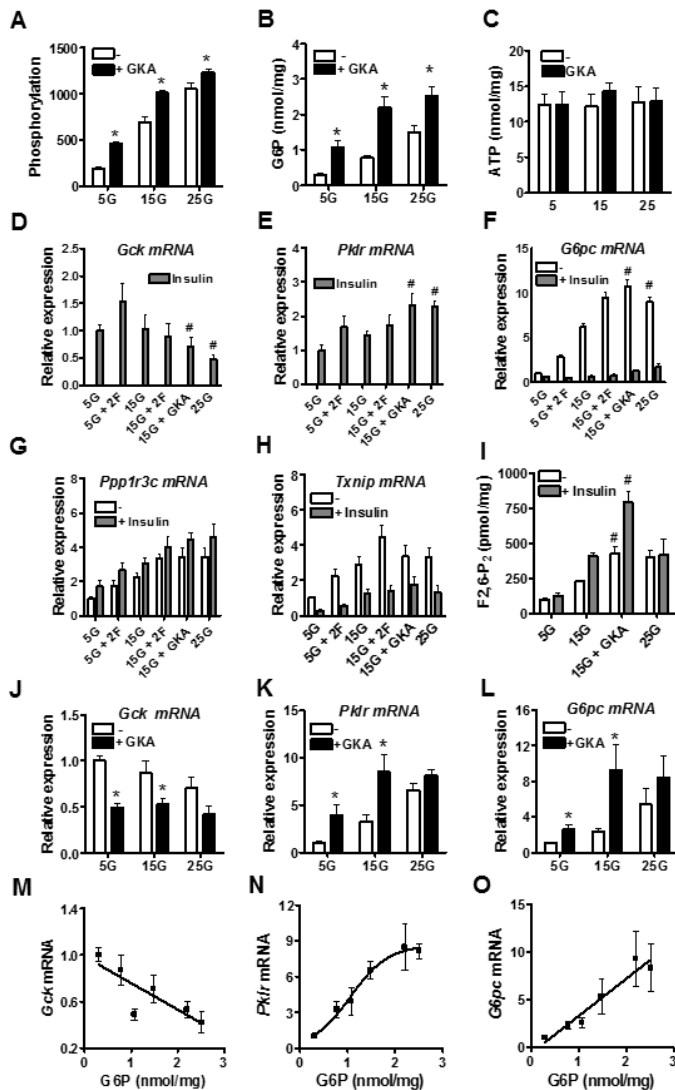 A
B
C
1500
1000
500
0
Phosphorylation
-
+ GKA
*
*
*
5G 15G 25G
4
3
2
1
0
G6P (nmol/mg)
-
+ GKA
*
*
*
5G 15G 25G
20
15
10
5
0
ATP (nmol/mg)
-
GKA
5 15 25
D
E
F
Gck mRNA
2.5
2.0
1.5
1.0
0.5
0.0
Relative expression
Insulin
#
#
5G 5G + 2F 15G 15G + 2F 15G + GKA 25G
Pklr mRNA
4
3
2
1
0
Relative expression
Insulin
# #
5G 5G + 2F 15G 15G + 2F 15G + GKA 25G
G6pc mRNA
15
12
9
6
3
0
Relative expression
-
+ Insulin
#
#
5G 5G + 2F 15G 15G + 2F 15G + GKA 25G
G
H
I
Ppp1r3c mRNA
8
6
4
2
0
Relative expression
-
+ Insulin
5G 5G + 2F 15G 15G + 2F 15G + GKA 25G
Txnip mRNA
8
6
4
2
0
Relative expression
-
+ Insulin
5G 5G + 2F 15G 15G + 2F 15G + GKA 25G
1000
750
500
250
0
F2,6-P2 (pmol/mg)
-
+ Insulin
#
#
5G 15G 15G + GKA 25G
J
K
L
Gck mRNA
1.5
1.0
0.5
0.0
Relative expression
-
+ GKA
*
*
5G 15G 25G
Pklr mRNA
15
10
5
0
Relative expression
-
+GKA
*
*
5G 15G 25G
G6pc mRNA
16
12
8
4
0
Relative expression
-
+ GKA
*
*
5G 15G 25G
M
N
O
1.4
1.0
0.6
0.2
Gck mRNA
0 1 2 3
G6P (nmol/mg)
12
9
6
3
0
Pklr mRNA
0 1 2 3
G6P (nmol/mg)
15
10
5
0
G6pc mRNA
0 1 2 3
G6P (nmol/mg)